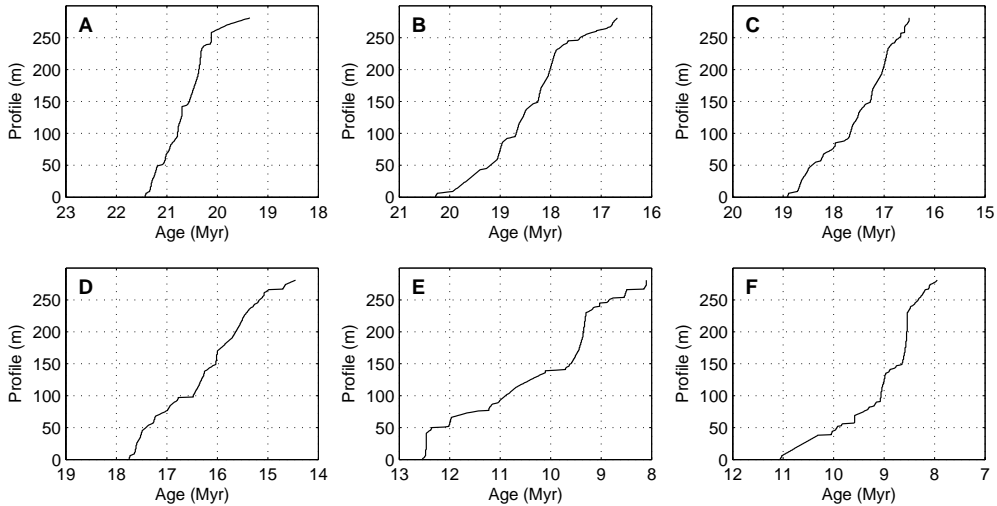 A
B
C
250
200
150
100
50
0
Profile (m)
23 22 21 20 19 18
Age (Myr)
250
200
150
100
50
0
Profile (m)
21 20 19 18 17 16
Age (Myr)
250
200
150
100
50
0
Profile (m)
20 19 18 17 16 15
Age (Myr)
D
E
F
250
200
150
100
50
0
Profile (m)
19 18 17 16 15 14
Age (Myr)
250
200
150
100
50
0
Profile (m)
13 12 11 10 9 8
Age (Myr)
250
200
150
100
50
0
Profile (m)
12 11 10 9 8 7
Age (Myr)